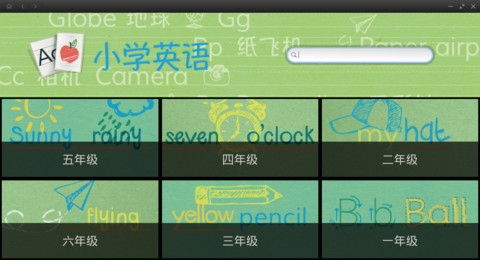 Globe 地球 Gg
小学英语
Pp 纸飞机 Paper airp
Cc 相机 Camera
Sunny rainy
五年级
seven o'clock
四年级
my hat
二年级
flying
六年级
yellow pencil
三年级
Bb Ball
一年级